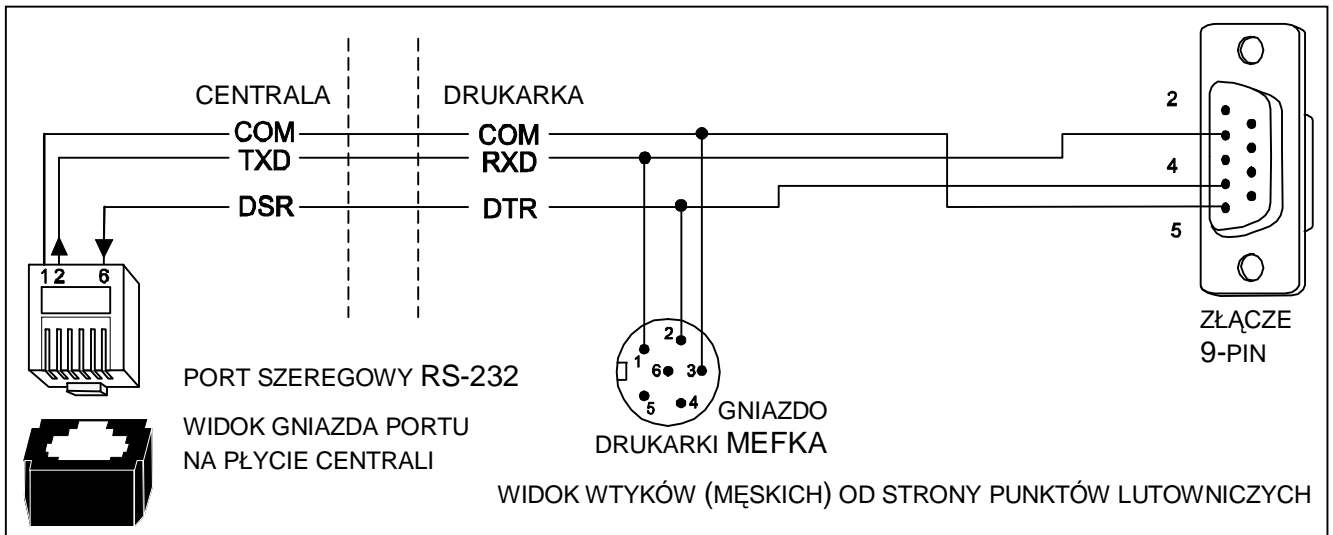 CENTRALA DRUKARKA
COM COM
TXD RXD
DSR DTR
2
4
5
1 2 6
1
2
3
4
5
6
ZŁĄCZE
9-PIN
PORT SZEREGOWY RS-232
WIDOK GNIAZDA PORTU
NA PŁYCIE CENTRALI
GNIAZDO
DRUKARKI MEFKA
WIDOK WTYKÓW (MĘSKICH) OD STRONY PUNKTÓW LUTOWNICZYCH